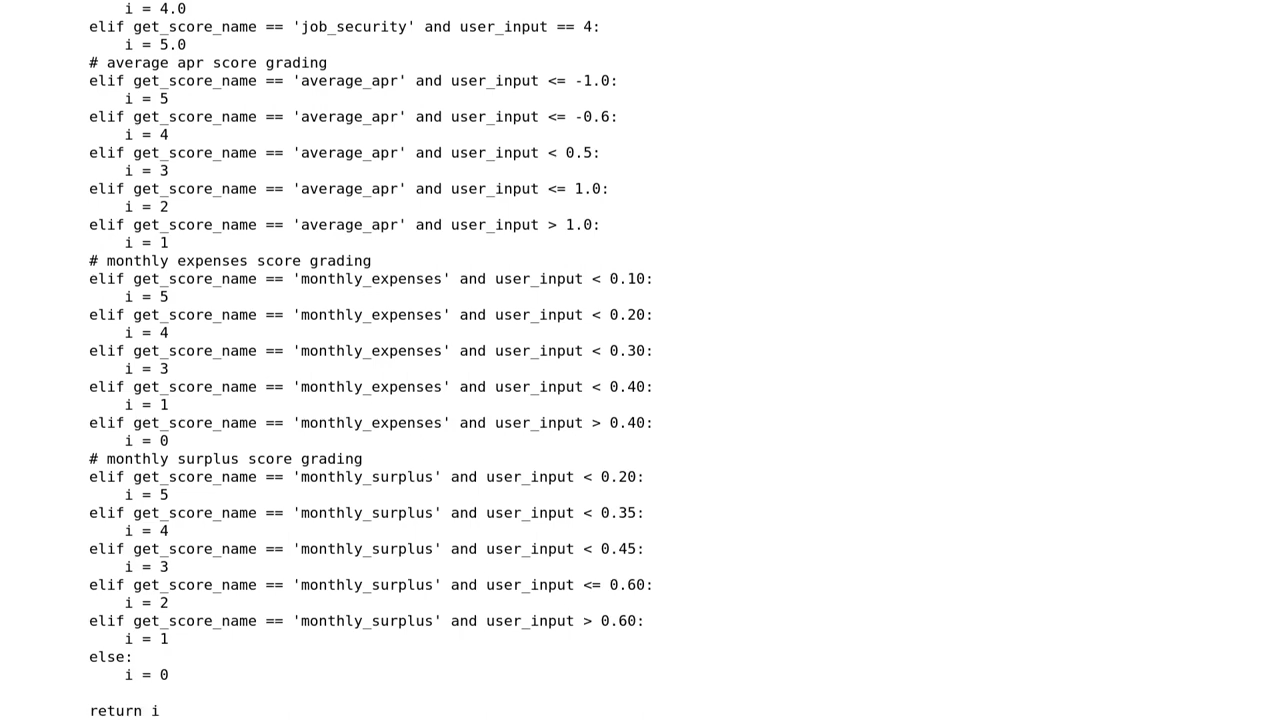 i = 4.0
elif get_score_name == 'job_security' and user_input == 4:
    i = 5.0
# average apr score grading
elif get_score_name == 'average_apr' and user_input <= -1.0:
    i = 5
elif get_score_name == 'average_apr' and user_input <= -0.6:
    i = 4
elif get_score_name == 'average_apr' and user_input < 0.5:
    i = 3
elif get_score_name == 'average_apr' and user_input <= 1.0:
    i = 2
elif get_score_name == 'average_apr' and user_input > 1.0:
    i = 1
# monthly expenses score grading
elif get_score_name == 'monthly_expenses' and user_input < 0.10:
    i = 5
elif get_score_name == 'monthly_expenses' and user_input < 0.20:
    i = 4
elif get_score_name == 'monthly_expenses' and user_input < 0.30:
    i = 3
elif get_score_name == 'monthly_expenses' and user_input < 0.40:
    i = 1
elif get_score_name == 'monthly_expenses' and user_input > 0.40:
    i = 0
# monthly surplus score grading
elif get_score_name == 'monthly_surplus' and user_input < 0.20:
    i = 5
elif get_score_name == 'monthly_surplus' and user_input < 0.35:
    i = 4
elif get_score_name == 'monthly_surplus' and user_input < 0.45:
    i = 3
elif get_score_name == 'monthly_surplus' and user_input <= 0.60:
    i = 2
elif get_score_name == 'monthly_surplus' and user_input > 0.60:
    i = 1
else:
    i = 0

return i